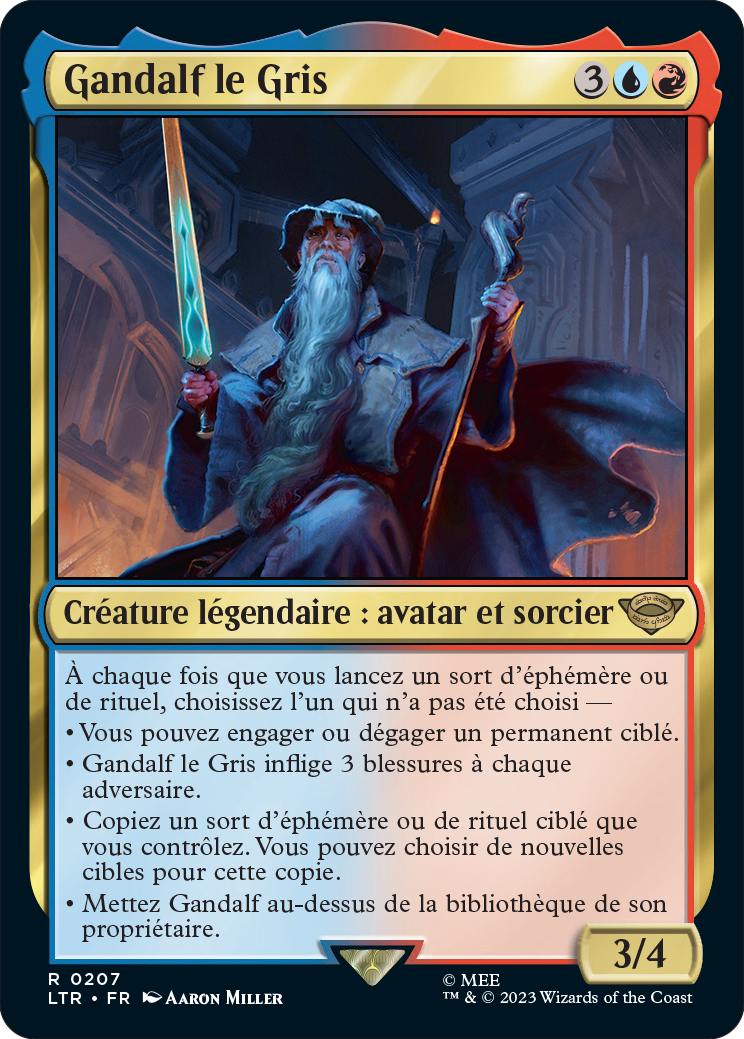 Gandalf le Gris 3
Créature légendaire : avatar et sorcier
À chaque fois que vous lancez un sort d'éphémère ou
de rituel, choisissez l'un qui n'a pas été choisi —
• Vous pouvez engager ou dégager un permanent ciblé.
• Gandalf le Gris inflige 3 blessures à chaque
adversaire.
• Copiez un sort d'éphémère ou de rituel ciblé que
vous contrôlez. Vous pouvez choisir de nouvelles
cibles pour cette copie.
• Mettez Gandalf au-dessus de la bibliothèque de son
propriétaire.
3/4
R 0207
LTR • FR Aaron Miller
© MEE
™ & © 2023 Wizards of the Coast